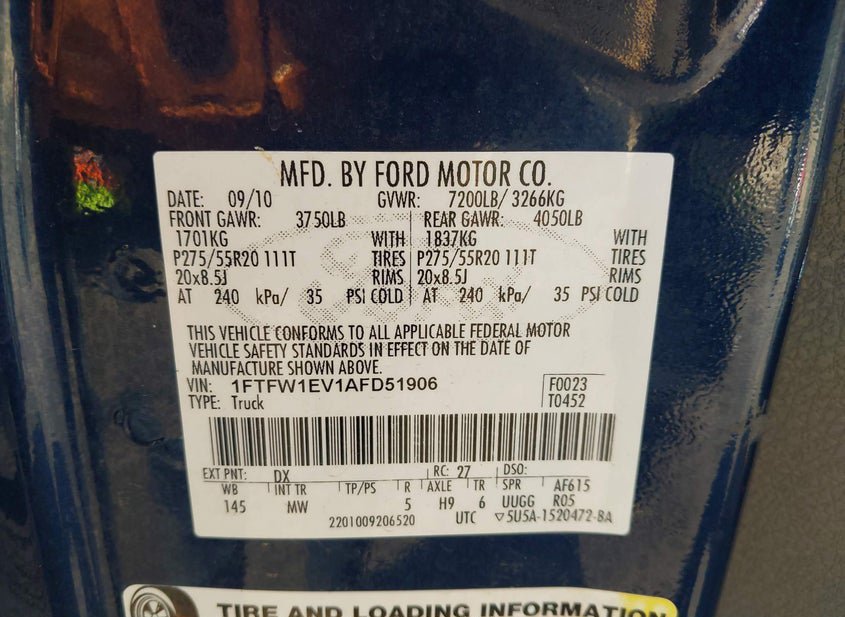 MFD. BY FORD MOTOR CO.
DATE: 09/10 GVWR: 7200LB/ 3266KG
FRONT GAWR: 3750LB REAR GAWR: 4050LB
1701KG WITH 1837KG WITH
P275/55R20 111T TIRES P275/55R20 111T TIRES
20x8.5J RIMS 20x8.5J RIMS
AT 240 kPa/ 35 PSI COLD AT 240 kPa/ 35 PSI COLD
THIS VEHICLE CONFORMS TO ALL APPLICABLE FEDERAL MOTOR
VEHICLE SAFETY STANDARDS IN EFFECT ON THE DATE OF
MANUFACTURE SHOWN ABOVE.
VIN: 1FTFW1EV1AFD51906 F0023
TYPE: Truck T0452
EXT PNT: DX RC: 27 DSO:
WB INT TR TP/PS R AXLE TR SPR AF615
145 MW 5 H9 6 UUGG R05
2201009206520 UTC ▽5U5A-1520472-BA
TIRE AND LOADING INFORMATION